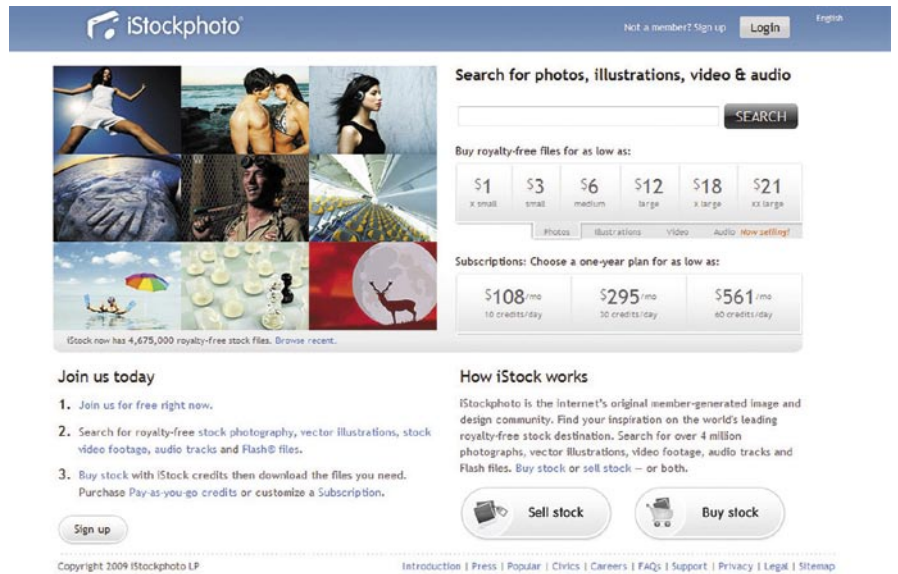 iStockphoto®
Not a member? Sign up Login English
Search for photos, illustrations, video & audio
SEARCH
Buy royalty-free files for as low as:
$1 $3 $6 $12 $18 $21
x small small medium large x large xx large
Photos Illustrations Video Audio Now selling!
Subscriptions: Choose a one-year plan for as low as:
$108/mo $295/mo $561/mo
10 credits/day 30 credits/day 60 credits/day
iStock now has 4,675,000 royalty-free stock files. Browse recent.
Join us today
1. Join us for free right now.
2. Search for royalty-free stock photography, vector illustrations, stock
video footage, audio tracks and Flash® files.
3. Buy stock with iStock credits then download the files you need.
Purchase Pay-as-you-go credits or customize a Subscription.
Sign up
How iStock works
iStockphoto is the internet's original member-generated image and
design community. Find your inspiration on the world's leading
royalty-free stock destination. Search for over 4 million
photographs, vector illustrations, video footage, audio tracks and
Flash files. Buy stock or sell stock — or both.
Sell stock Buy stock
Copyright 2009 iStockphoto LP
Introduction | Press | Popular | Civics | Careers | FAQs | Support | Privacy | Legal | Sitemap